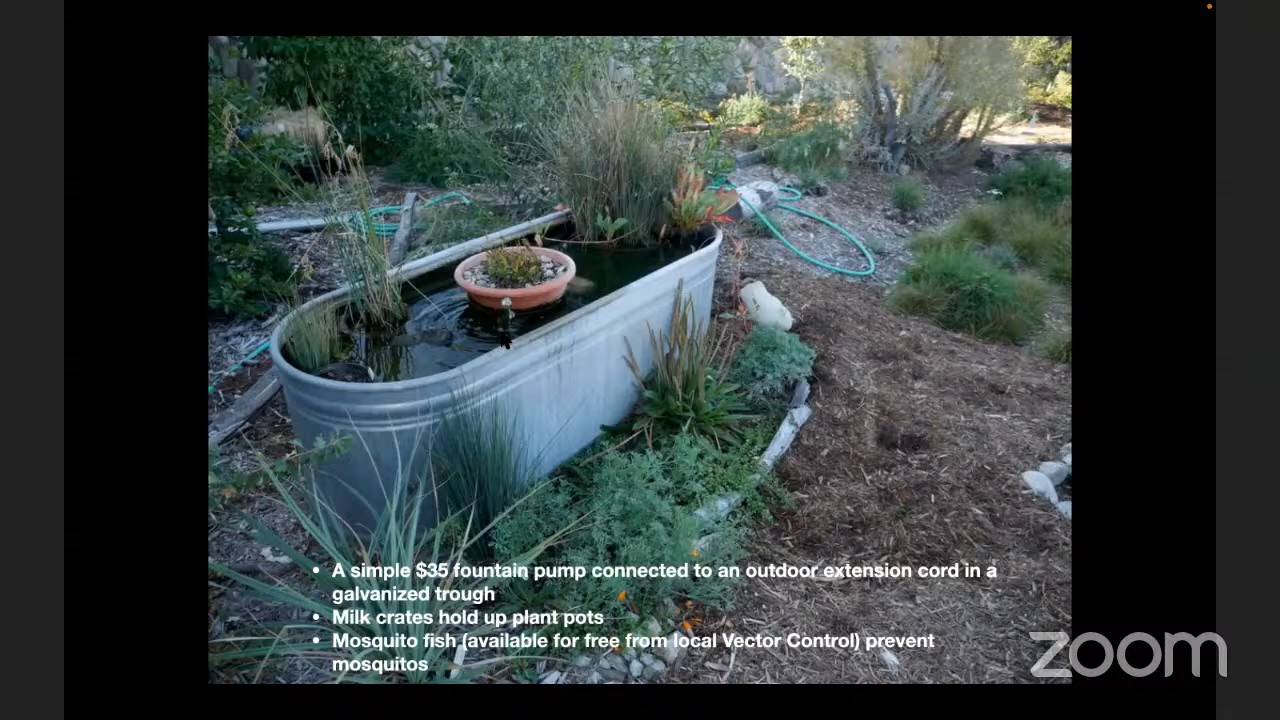 • A simple $35 fountain pump connected to an outdoor extension cord in a
galvanized trough
• Milk crates hold up plant pots
• Mosquito fish (available for free from local Vector Control) prevent
mosquitos
zoom